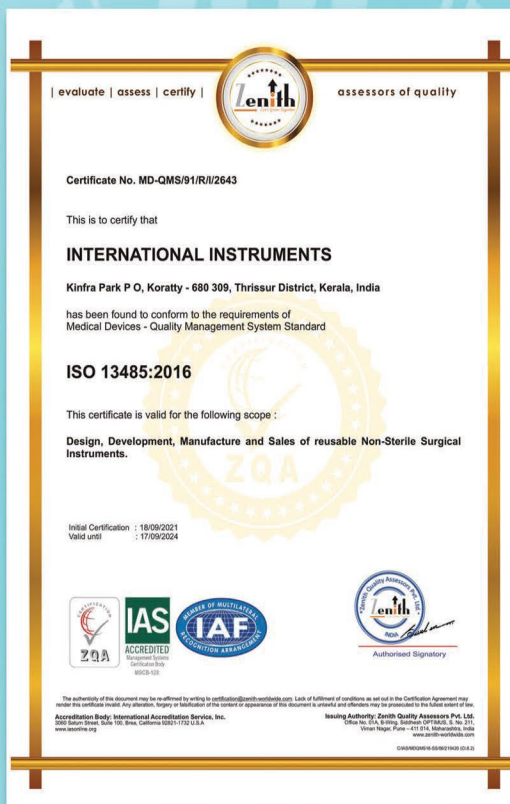 | evaluate | assess | certify |
Zenith
assessors of quality
Certificate No. MD-QMS/91/R/I/2643
This is to certify that
INTERNATIONAL INSTRUMENTS
Kinfra Park P O, Koratty - 680 309, Thrissur District, Kerala, India
has been found to conform to the requirements of
Medical Devices - Quality Management System Standard
ISO 13485:2016
This certificate is valid for the following scope :
Design, Development, Manufacture and Sales of reusable Non-Sterile Surgical
Instruments.
ZQA
Initial Certification : 18/09/2021
Valid until : 17/09/2024
CERTIFICATION
ZQA
IAS
ACCREDITED
Management Systems
Certification Body
MSCB-128
MEMBER OF MULTILATERAL
IAF
RECOGNITION ARRANGEMENT
Zenith Quality Assessors Pvt. Ltd.
Zenith
INDIA
Authorised Signatory
The authenticity of this document may be re-affirmed by writing to certification@zenith-worldwide.com. Lack of fulfilment of conditions as set out in the Certification Agreement may
render this certificate invalid. Any alteration, forgery or falsification of the content or appearance of this document is unlawful and offenders may be prosecuted to the fullest extent of law.
Accreditation Body: International Accreditation Service, Inc.
3060 Saturn Street, Suite 100, Brea, California 92821-1732 U.S.A
www.iasonline.org
Issuing Authority: Zenith Quality Assessors Pvt. Ltd.
Office No. 01A, B-Wing, Siddhesh OPTIMUS, S. No. 211,
Viman Nagar, Pune - 411 014, Maharashtra, India
www.zenith-worldwide.com